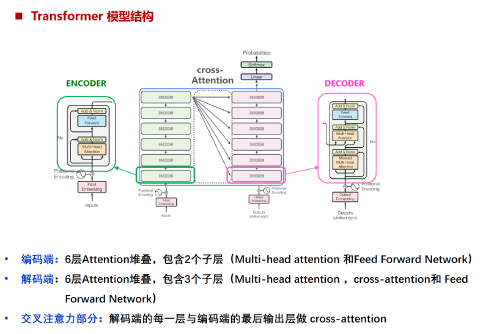 Transformer 模型结构
Probabilities
Softmax
Linear
cross-
Attention
ENCODER
DECODER
Add & Norm
Feed
Forward
Nx
Add & Norm
Multi-Head
Attention
Positional
Encoding
Input
Embedding
Inputs
ENCODER
ENCODER
ENCODER
ENCODER
ENCODER
ENCODER
DECODER
DECODER
DECODER
DECODER
DECODER
DECODER
Positional
Encoding
Input
Embedding
Inputs
Positional
Encoding
Output
Embedding
Outputs
(shifted right)
Add & Norm
Feed
Forward
Add & Norm
Multi-Head
Attention
Nx
Add & Norm
Masked
Multi-Head
Attention
Positional
Encoding
Output
Embedding
Outputs
(shifted right)
• 编码端：6层Attention堆叠，包含2个子层（Multi-head attention 和Feed Forward Network）
• 解码端：6层Attention堆叠，包含3个子层（Multi-head attention ，cross-attention和 Feed
Forward Network）
• 交叉注意力部分：解码端的每一层与编码端的最后输出层做 cross-attention